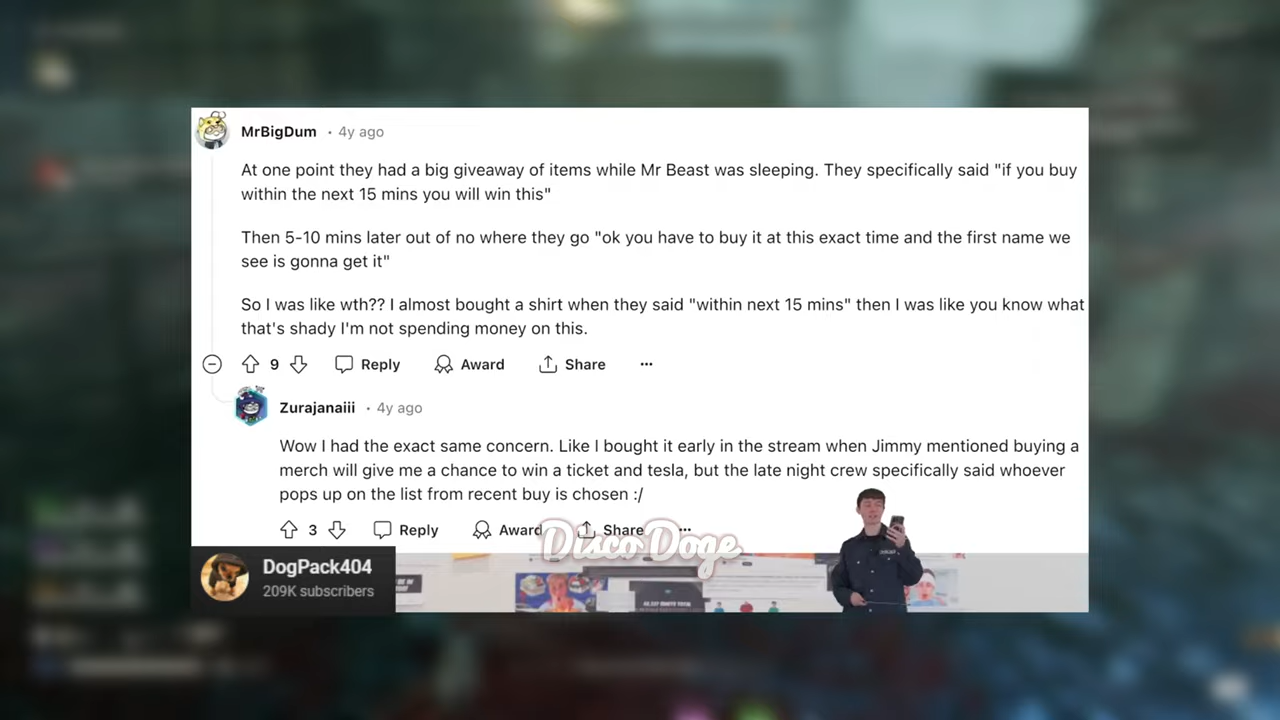 MrBigDum • 4y ago
At one point they had a big giveaway of items while Mr Beast was sleeping. They specifically said "if you buy
within the next 15 mins you will win this"
Then 5-10 mins later out of no where they go "ok you have to buy it at this exact time and the first name we
see is gonna get it"
So I was like wth?? I almost bought a shirt when they said "within next 15 mins" then I was like you know what
that's shady I'm not spending money on this.
9 Reply Award Share ...
Zurajanaiii • 4y ago
Wow I had the exact same concern. Like I bought it early in the stream when Jimmy mentioned buying a
merch will give me a chance to win a ticket and tesla, but the late night crew specifically said whoever
pops up on the list from recent buy is chosen :/
3 Reply Award Share ...
Disco Doge
DogPack404
209K subscribers